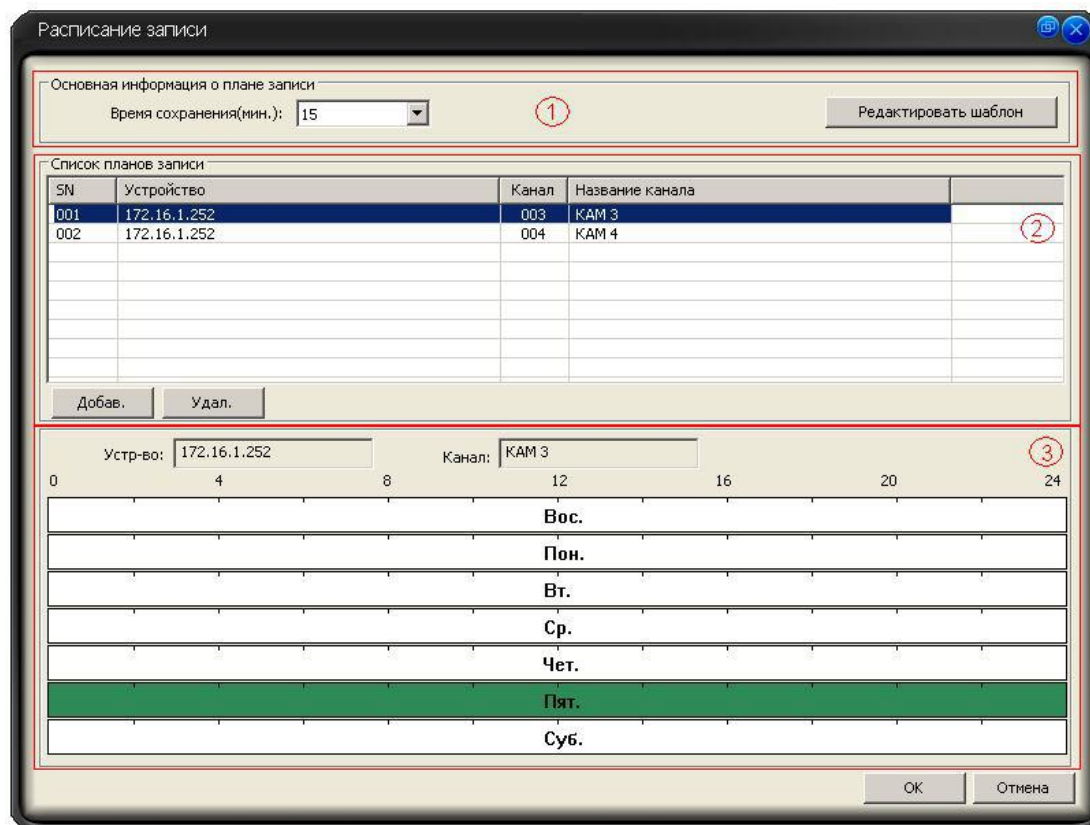 Расписание записи
Основная информация о плане записи
Время сохранения(мин.): 15 1 Редактировать шаблон
Список планов записи
SN Устройство Канал Название канала
001 172.16.1.252 003 КАМ 3
002 172.16.1.252 004 КАМ 4
2
Добав. Удал.
Устр-во: 172.16.1.252 Канал: КАМ 3 3
0 4 8 12 16 20 24
Вос.
Пон.
Вт.
Ср.
Чет.
Пят.
Суб.
OK Отмена